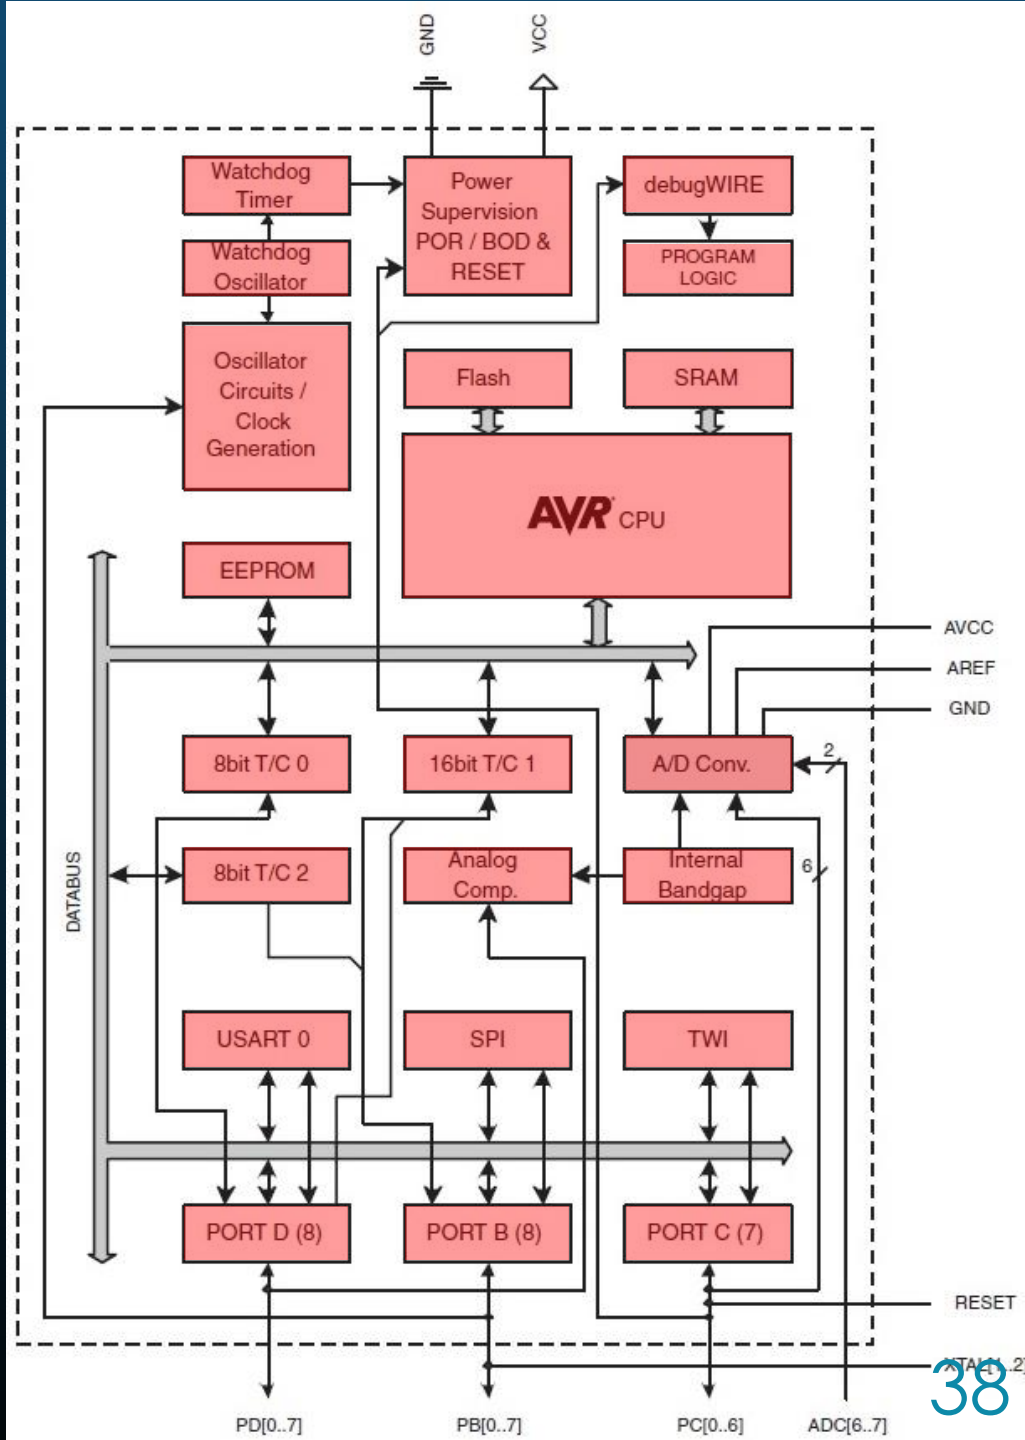 GND
VCC
Watchdog
Timer
Power
Supervision
POR / BOD &
RESET
debugWIRE
Watchdog
Oscillator
PROGRAM
LOGIC
Oscillator
Circuits /
Clock
Generation
Flash
SRAM
AVR CPU
EEPROM
AVCC
AREF
GND
8bit T/C 0
16bit T/C 1
A/D Conv.
2
DATABUS
8bit T/C 2
Analog
Comp.
Internal
Bandgap
6
USART 0
SPI
TWI
PORT D (8)
PORT B (8)
PORT C (7)
RESET
XTAL[1..2]
38
PD[0..7]
PB[0..7]
PC[0..6]
ADC[6..7]